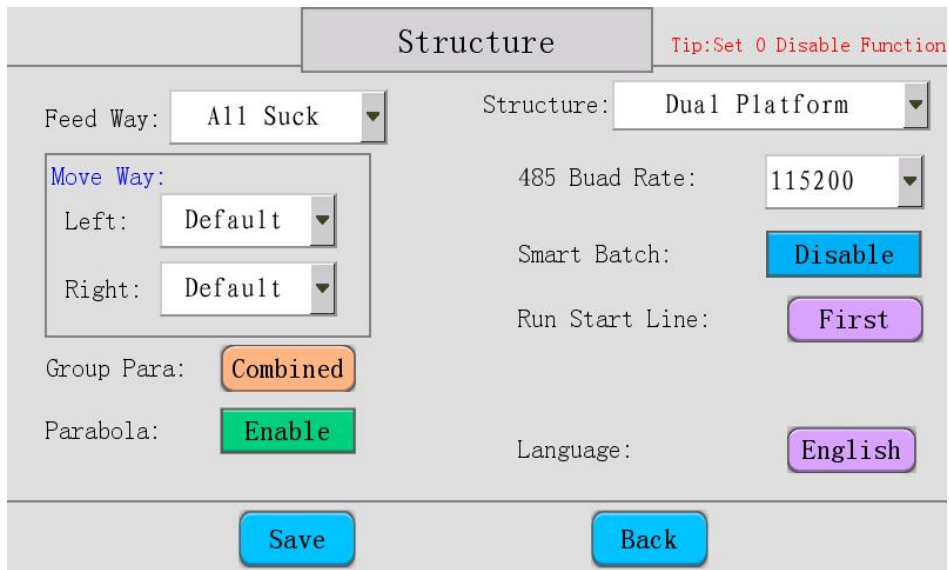 Structure
Tip:Set 0 Disable Function
Feed Way: All Suck
Structure: Dual Platform
Move Way:
Left: Default
Right: Default
485 Buad Rate: 115200
Smart Batch: Disable
Run Start Line: First
Group Para: Combined
Parabola: Enable
Language: English
Save
Back